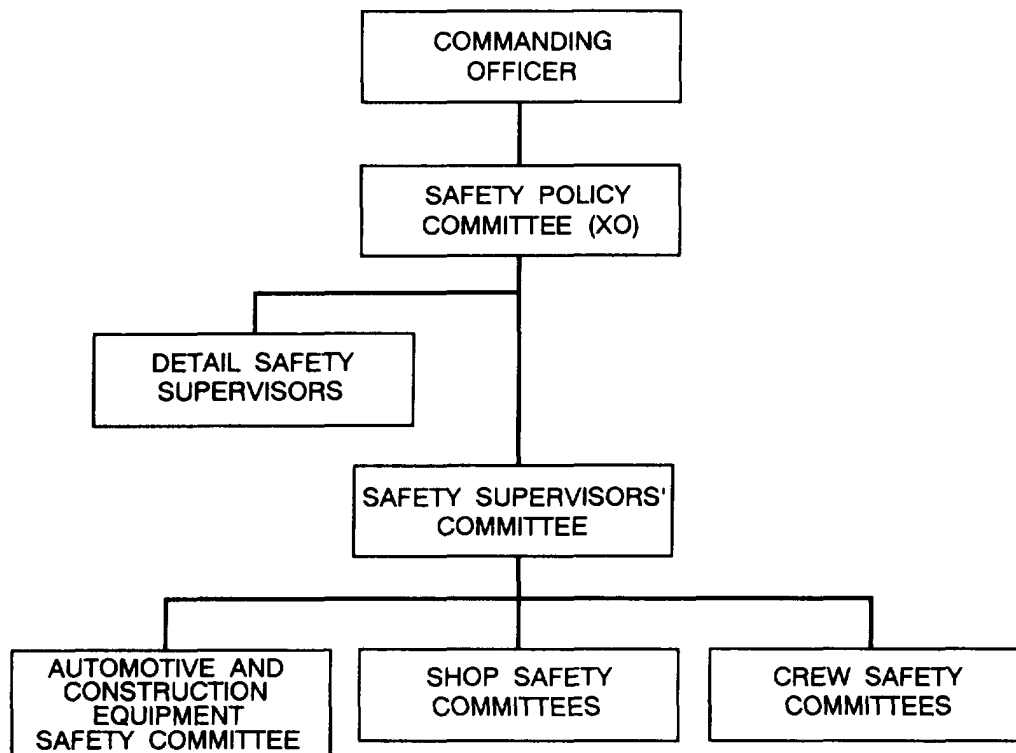 COMMANDING
OFFICER
SAFETY POLICY
COMMITTEE (XO)
DETAIL SAFETY
SUPERVISORS
SAFETY SUPERVISORS'
COMMITTEE
AUTOMOTIVE AND
CONSTRUCTION
EQUIPMENT
SAFETY COMMITTEE
SHOP SAFETY
COMMITTEES
CREW SAFETY
COMMITTEES